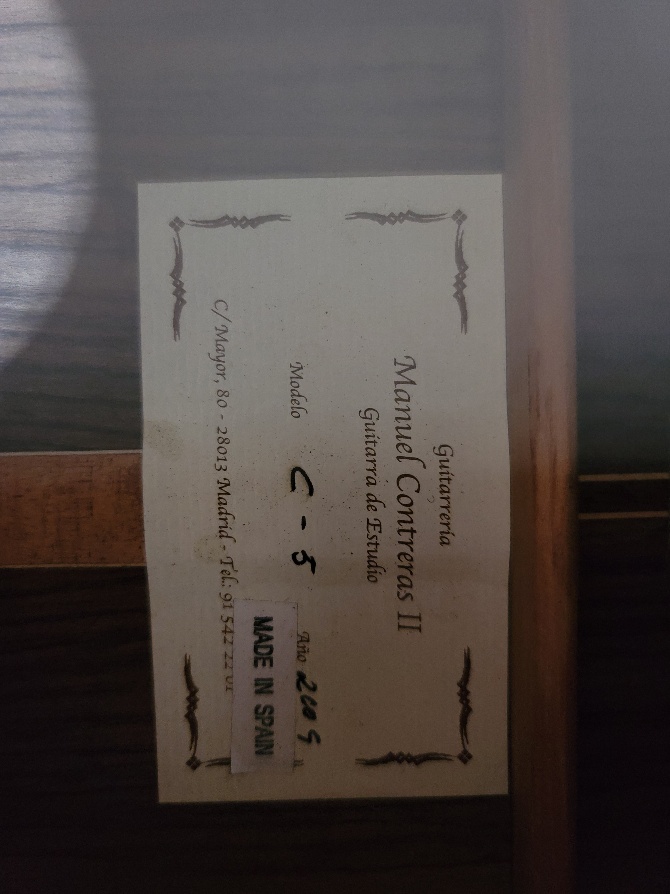 Guitarrería
Manuel Contreras II
Guitarra de Estudio
Modelo C - 5 Año 2009
C/ Mayor, 80 - 28013 Madrid - Tel: 91 542
MADE IN SPAIN